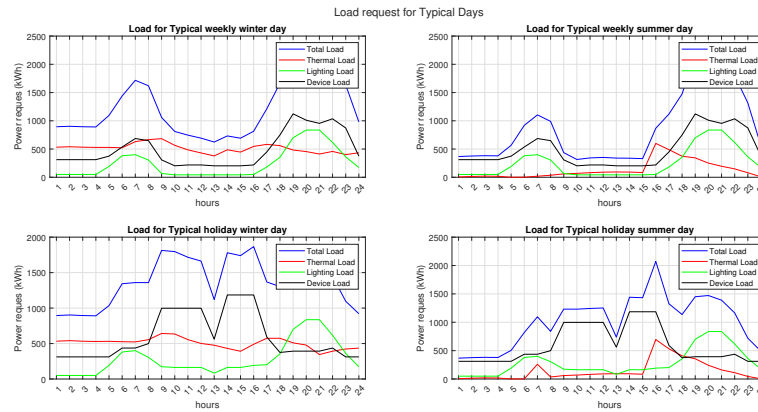 Load request for Typical Days
Load for Typical weekly winter day
2500
2000
1500
1000
500
0
Power reques (kWh)
Total Load
Thermal Load
Lighting Load
Device Load
1 2 3 4 5 6 7 8 9 10 11 12 13 14 15 16 17 18 19 20 21 22 23 24
hours
Load for Typical weekly summer day
2500
2000
1500
1000
500
0
Power reques (kWh)
Total Load
Thermal Load
Lighting Load
Device Load
1 2 3 4 5 6 7 8 9 10 11 12 13 14 15 16 17 18 19 20 21 22 23
hours
Load for Typical holiday winter day
2000
1500
1000
500
0
Power reques (kWh)
Total Load
Thermal Load
Lighting Load
Device Load
1 2 3 4 5 6 7 8 9 10 11 12 13 14 15 16 17 18 19 20 21 22 23 24
hours
Load for Typical holiday summer day
2500
2000
1500
1000
500
0
Power reques (kWh)
Total Load
Thermal Load
Lighting Load
Device Load
1 2 3 4 5 6 7 8 9 10 11 12 13 14 15 16 17 18 19 20 21 22 23
hours